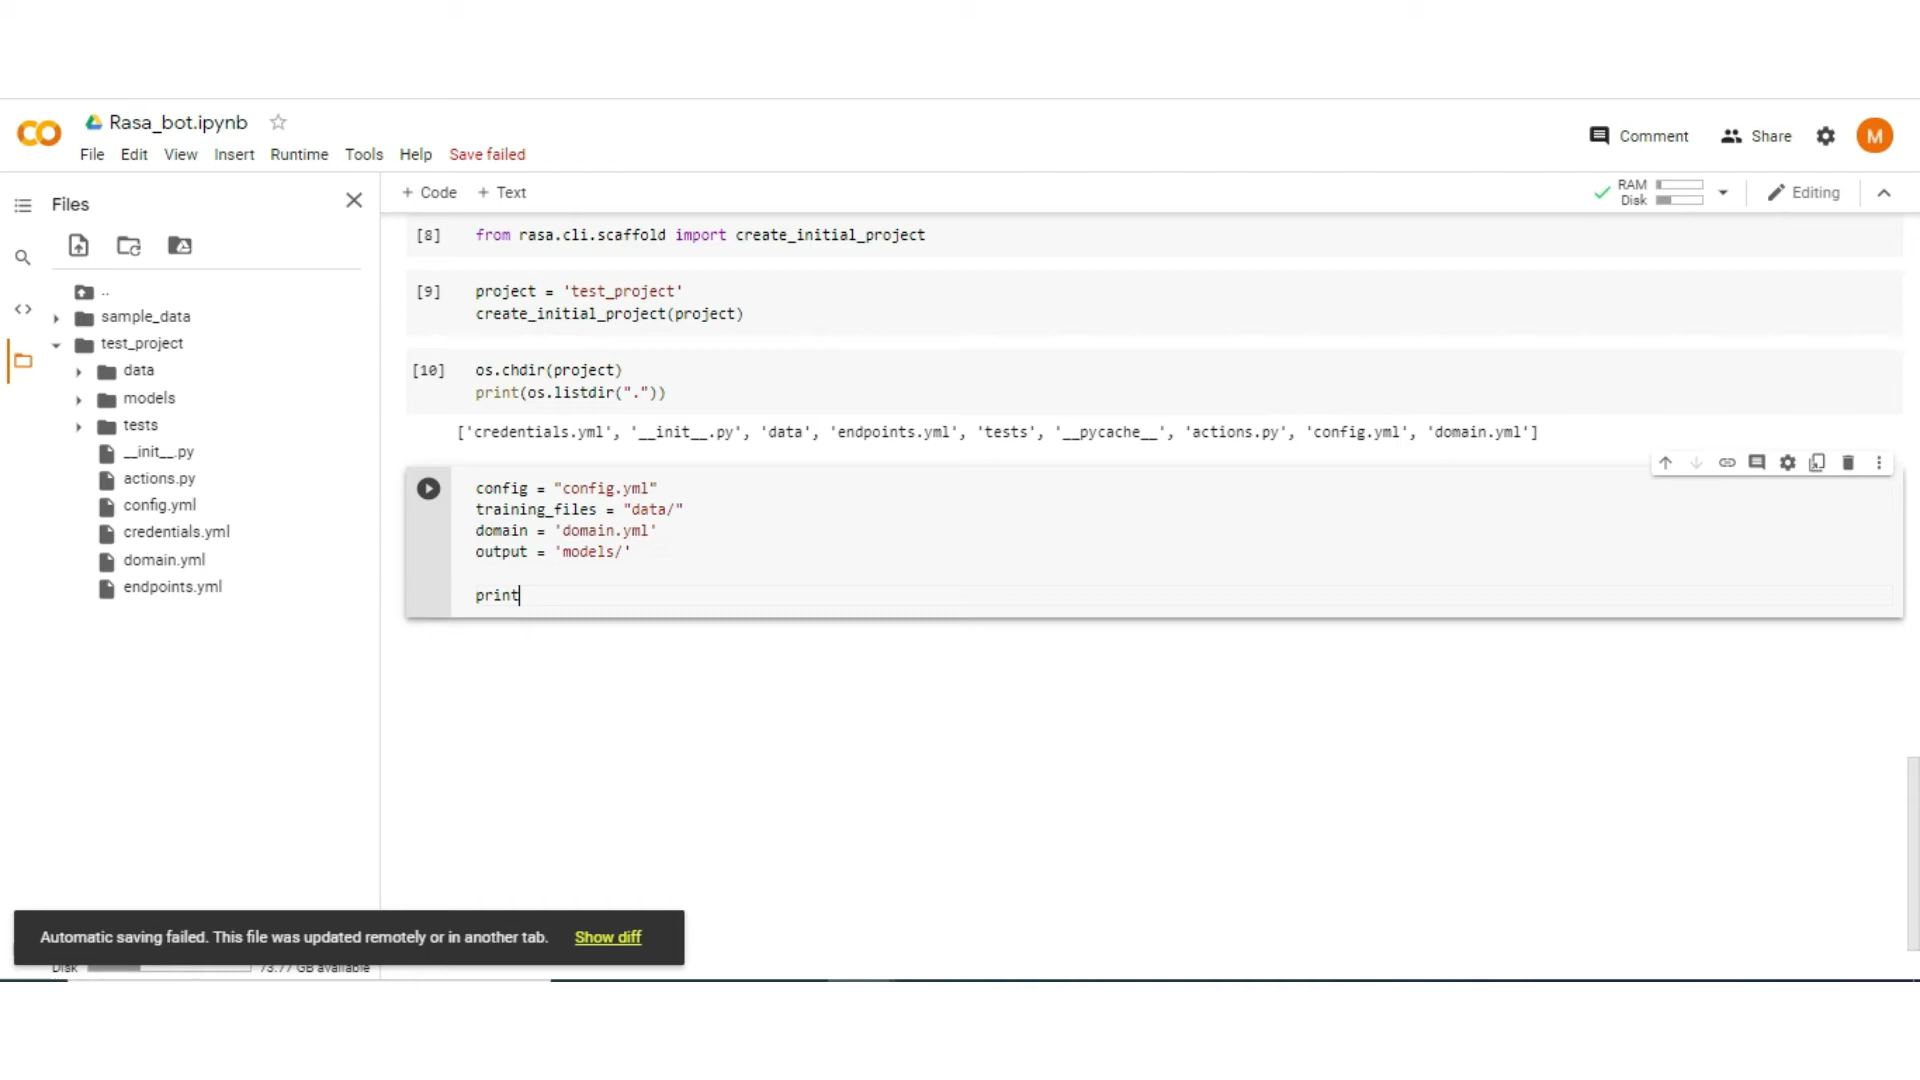 Rasa_bot.ipynb
File Edit View Insert Runtime Tools Help Save failed
Comment Share M
Files
+ Code + Text
RAM
Disk
Editing
..
sample_data
test_project
data
models
tests
__init__.py
actions.py
config.yml
credentials.yml
domain.yml
endpoints.yml
[8] from rasa.cli.scaffold import create_initial_project
[9] project = 'test_project'
create_initial_project(project)
[10] os.chdir(project)
print(os.listdir("."))
['credentials.yml', '__init__.py', 'data', 'endpoints.yml', 'tests', '__pycache__', 'actions.py', 'config.yml', 'domain.yml']
config = "config.yml"
training_files = "data/"
domain = 'domain.yml'
output = 'models/'
print
Automatic saving failed. This file was updated remotely or in another tab. Show diff
Disk 73.77 GB available